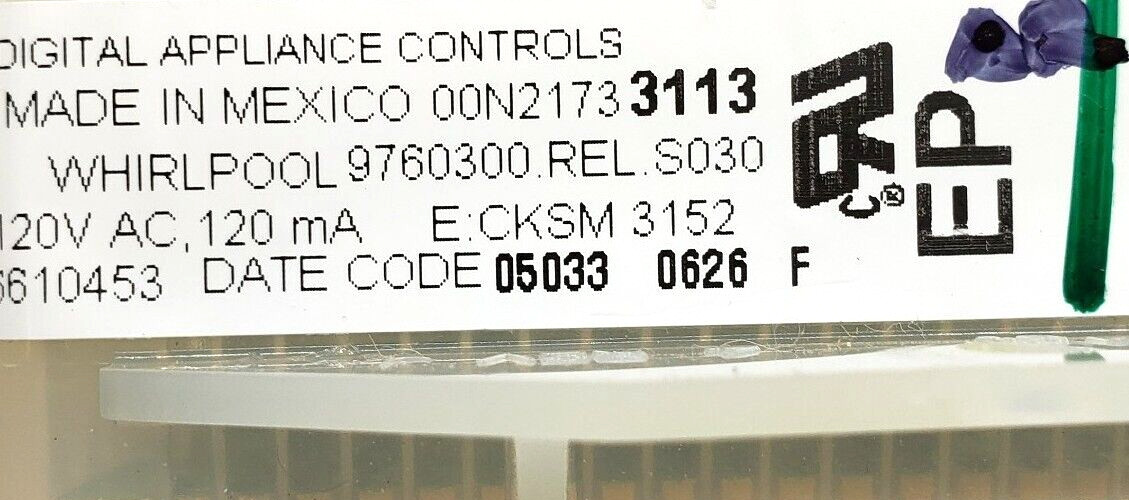 DIGITAL APPLIANCE CONTROLS
MADE IN MEXICO 00N2173 3113
WHIRLPOOL 9760300.REL.S030
120V AC, 120 mA E:CKSM 3152
6610453 DATE CODE 05033 0626 F
EP